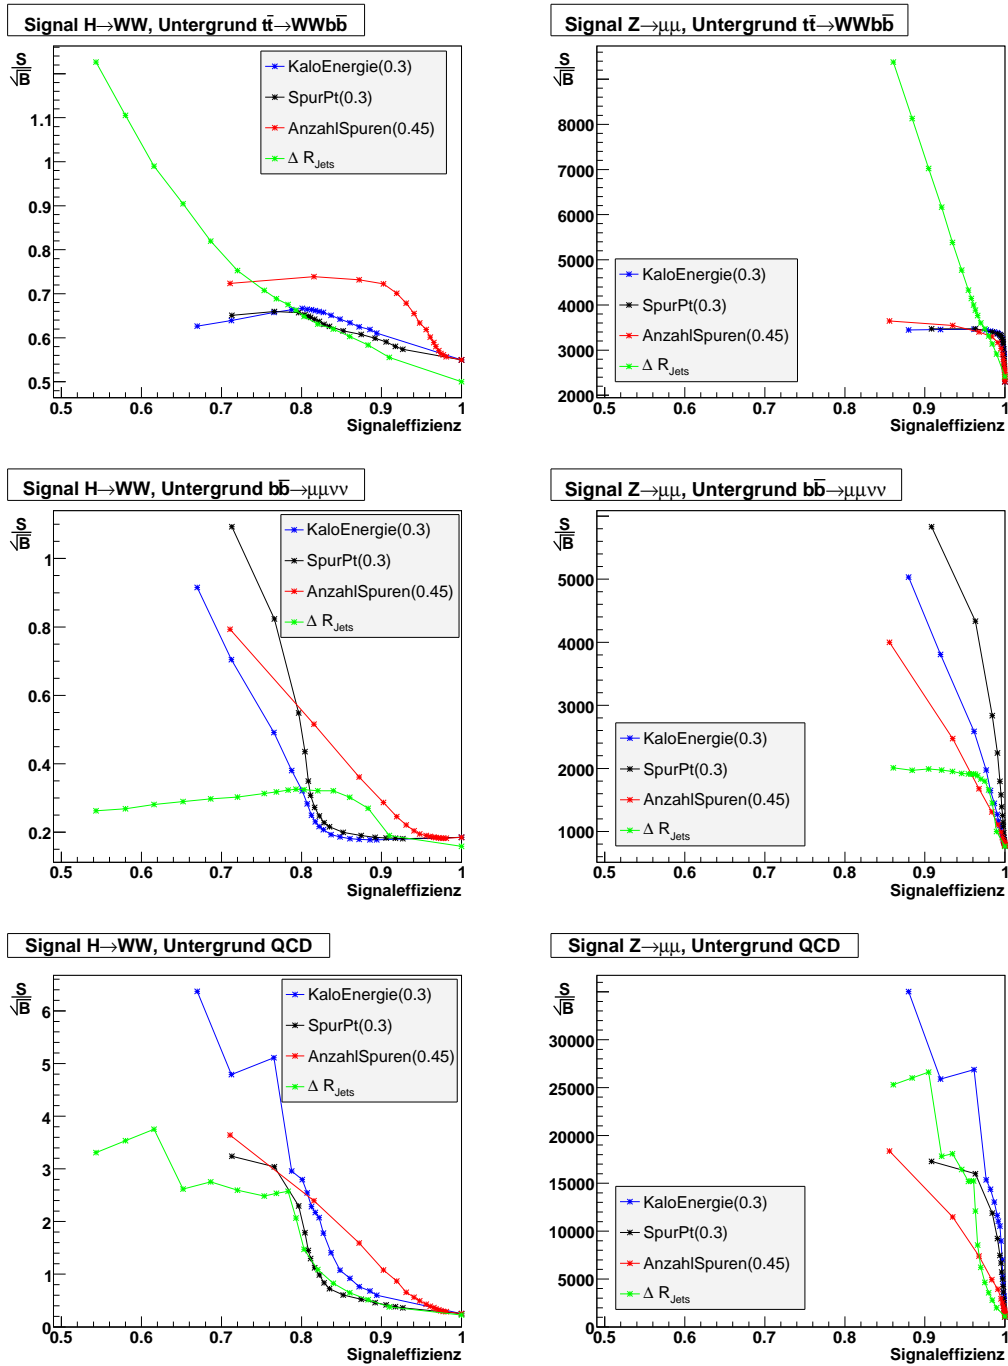 Signal H→WW, Untergrund tt̄→WWbb̄
S
√B
KaloEnergie(0.3)
SpurPt(0.3)
AnzahlSpuren(0.45)
Δ R_Jets
1.1
1
0.9
0.8
0.7
0.6
0.5
0.5 0.6 0.7 0.8 0.9 1
Signaleffizienz
Signal Z→μμ, Untergrund tt̄→WWbb̄
S
√B
8000
7000
6000
5000
4000
3000
2000
KaloEnergie(0.3)
SpurPt(0.3)
AnzahlSpuren(0.45)
Δ R_Jets
0.5 0.6 0.7 0.8 0.9 1
Signaleffizienz
Signal H→WW, Untergrund bb̄→μμνν
S
√B
KaloEnergie(0.3)
SpurPt(0.3)
AnzahlSpuren(0.45)
Δ R_Jets
1
0.8
0.6
0.4
0.2
0.5 0.6 0.7 0.8 0.9 1
Signaleffizienz
Signal Z→μμ, Untergrund bb̄→μμνν
S
√B
5000
4000
3000
2000
1000
KaloEnergie(0.3)
SpurPt(0.3)
AnzahlSpuren(0.45)
Δ R_Jets
0.5 0.6 0.7 0.8 0.9 1
Signaleffizienz
Signal H→WW, Untergrund QCD
S
√B
KaloEnergie(0.3)
SpurPt(0.3)
AnzahlSpuren(0.45)
Δ R_Jets
6
5
4
3
2
1
0
0.5 0.6 0.7 0.8 0.9 1
Signaleffizienz
Signal Z→μμ, Untergrund QCD
S
√B
30000
25000
20000
15000
10000
5000
0
KaloEnergie(0.3)
SpurPt(0.3)
AnzahlSpuren(0.45)
Δ R_Jets
0.5 0.6 0.7 0.8 0.9 1
Signaleffizienz